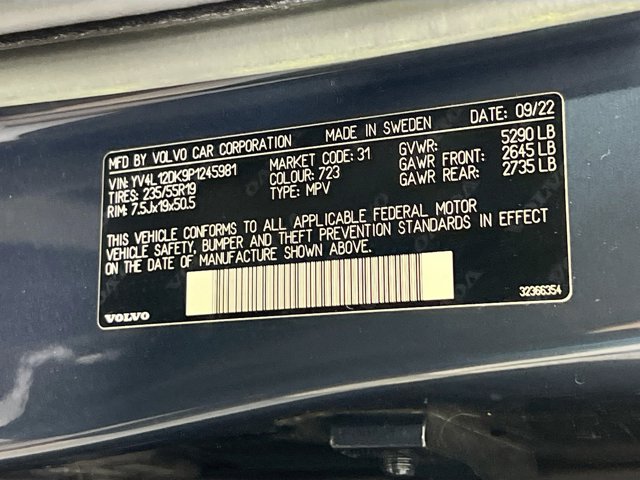 MFD BY VOLVO CAR CORPORATION MADE IN SWEDEN DATE: 09/22
VIN: YV4L12DK9P1245981 MARKET CODE: 31 GVWR: 5290 LB
TIRES: 235/55R19 COLOUR: 723 GAWR FRONT: 2645 LB
RIM: 7.5Jx19x50.5 TYPE: MPV GAWR REAR: 2735 LB
THIS VEHICLE CONFORMS TO ALL APPLICABLE FEDERAL MOTOR
VEHICLE SAFETY, BUMPER AND THEFT PREVENTION STANDARDS IN EFFECT
ON THE DATE OF MANUFACTURE SHOWN ABOVE.
VOLVO 32366354